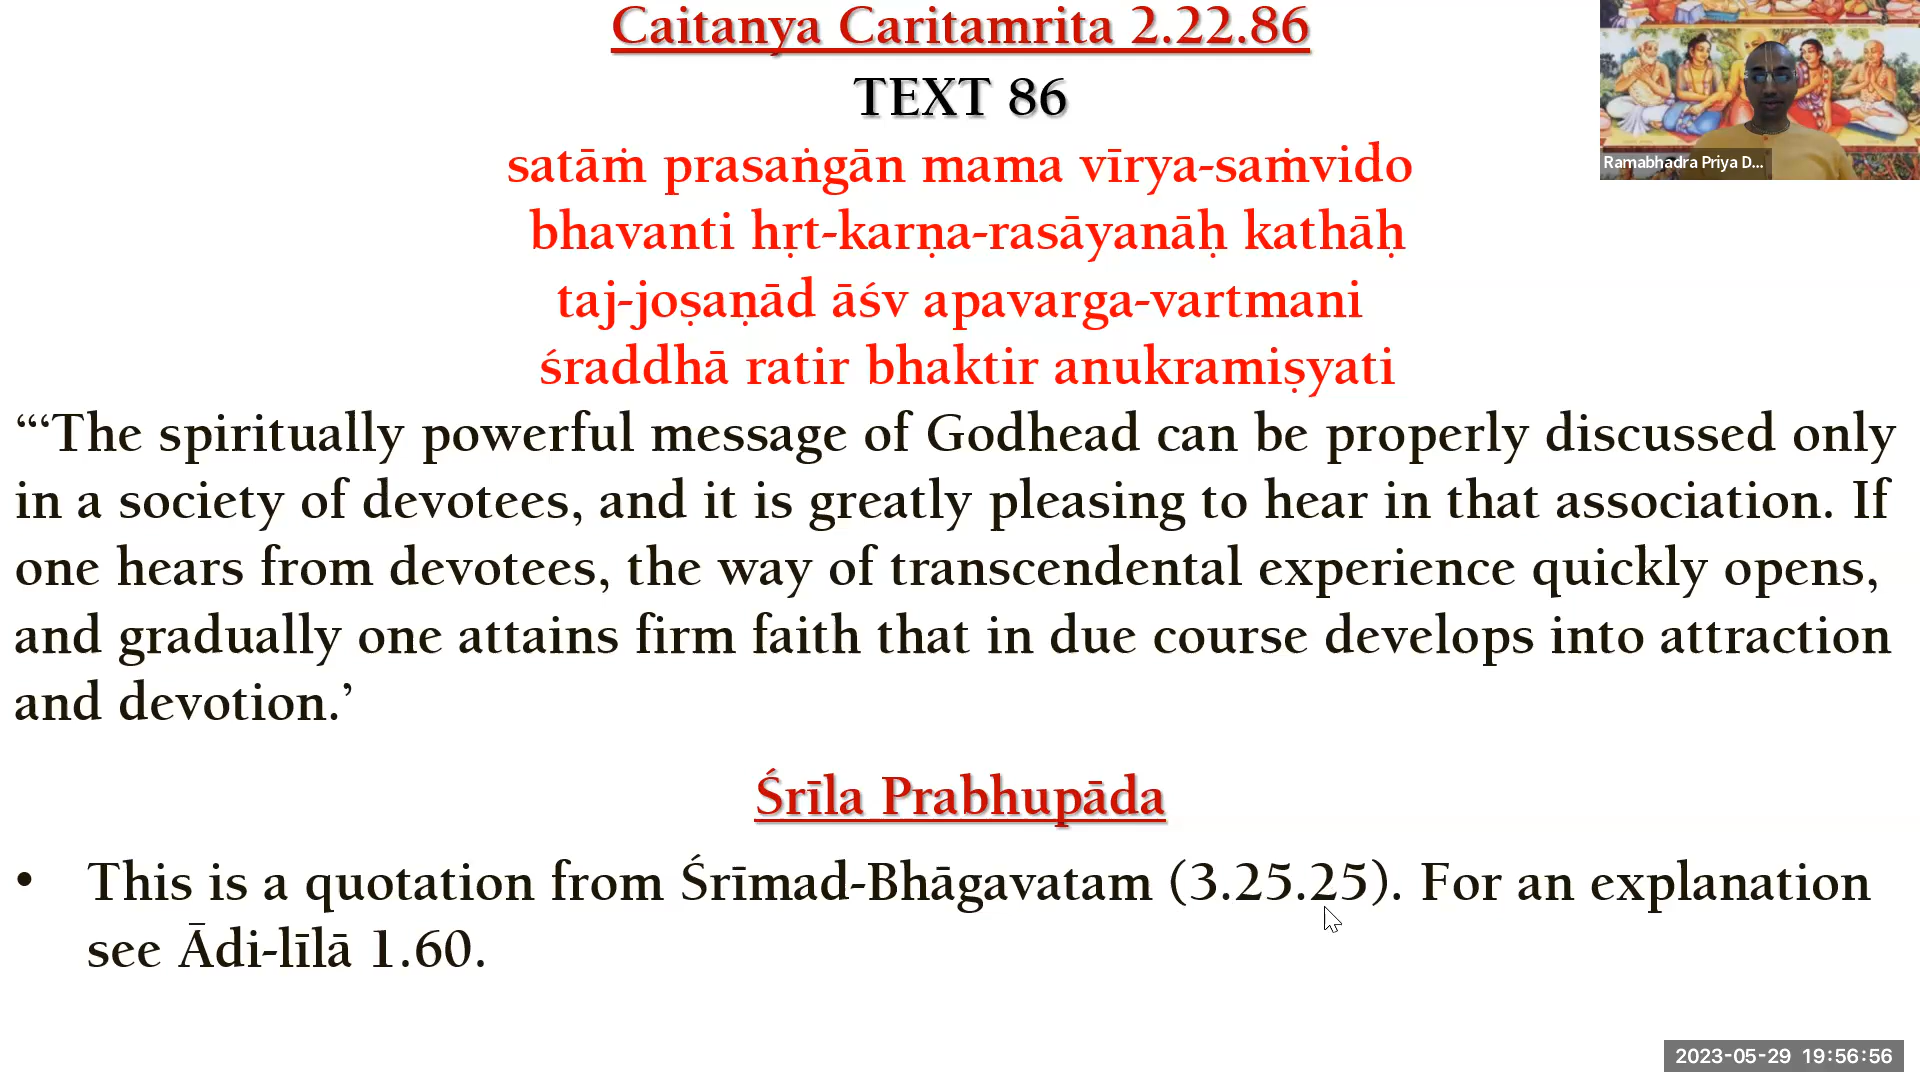 Caitanya Caritamrita 2.22.86
TEXT 86
satāṁ prasaṅgān mama vīrya-saṁvido
bhavanti hṛt-karṇa-rasāyanāḥ kathāḥ
taj-joṣaṇād āśv apavarga-vartmani
śraddhā ratir bhaktir anukramiṣyati
“‘The spiritually powerful message of Godhead can be properly discussed only
in a society of devotees, and it is greatly pleasing to hear in that association. If
one hears from devotees, the way of transcendental experience quickly opens,
and gradually one attains firm faith that in due course develops into attraction
and devotion.’
Śrīla Prabhupāda
• This is a quotation from Śrīmad-Bhāgavatam (3.25.25). For an explanation
see Ādi-līlā 1.60.
Ramabhadra Priya D...
2023-05-29 19:56:56